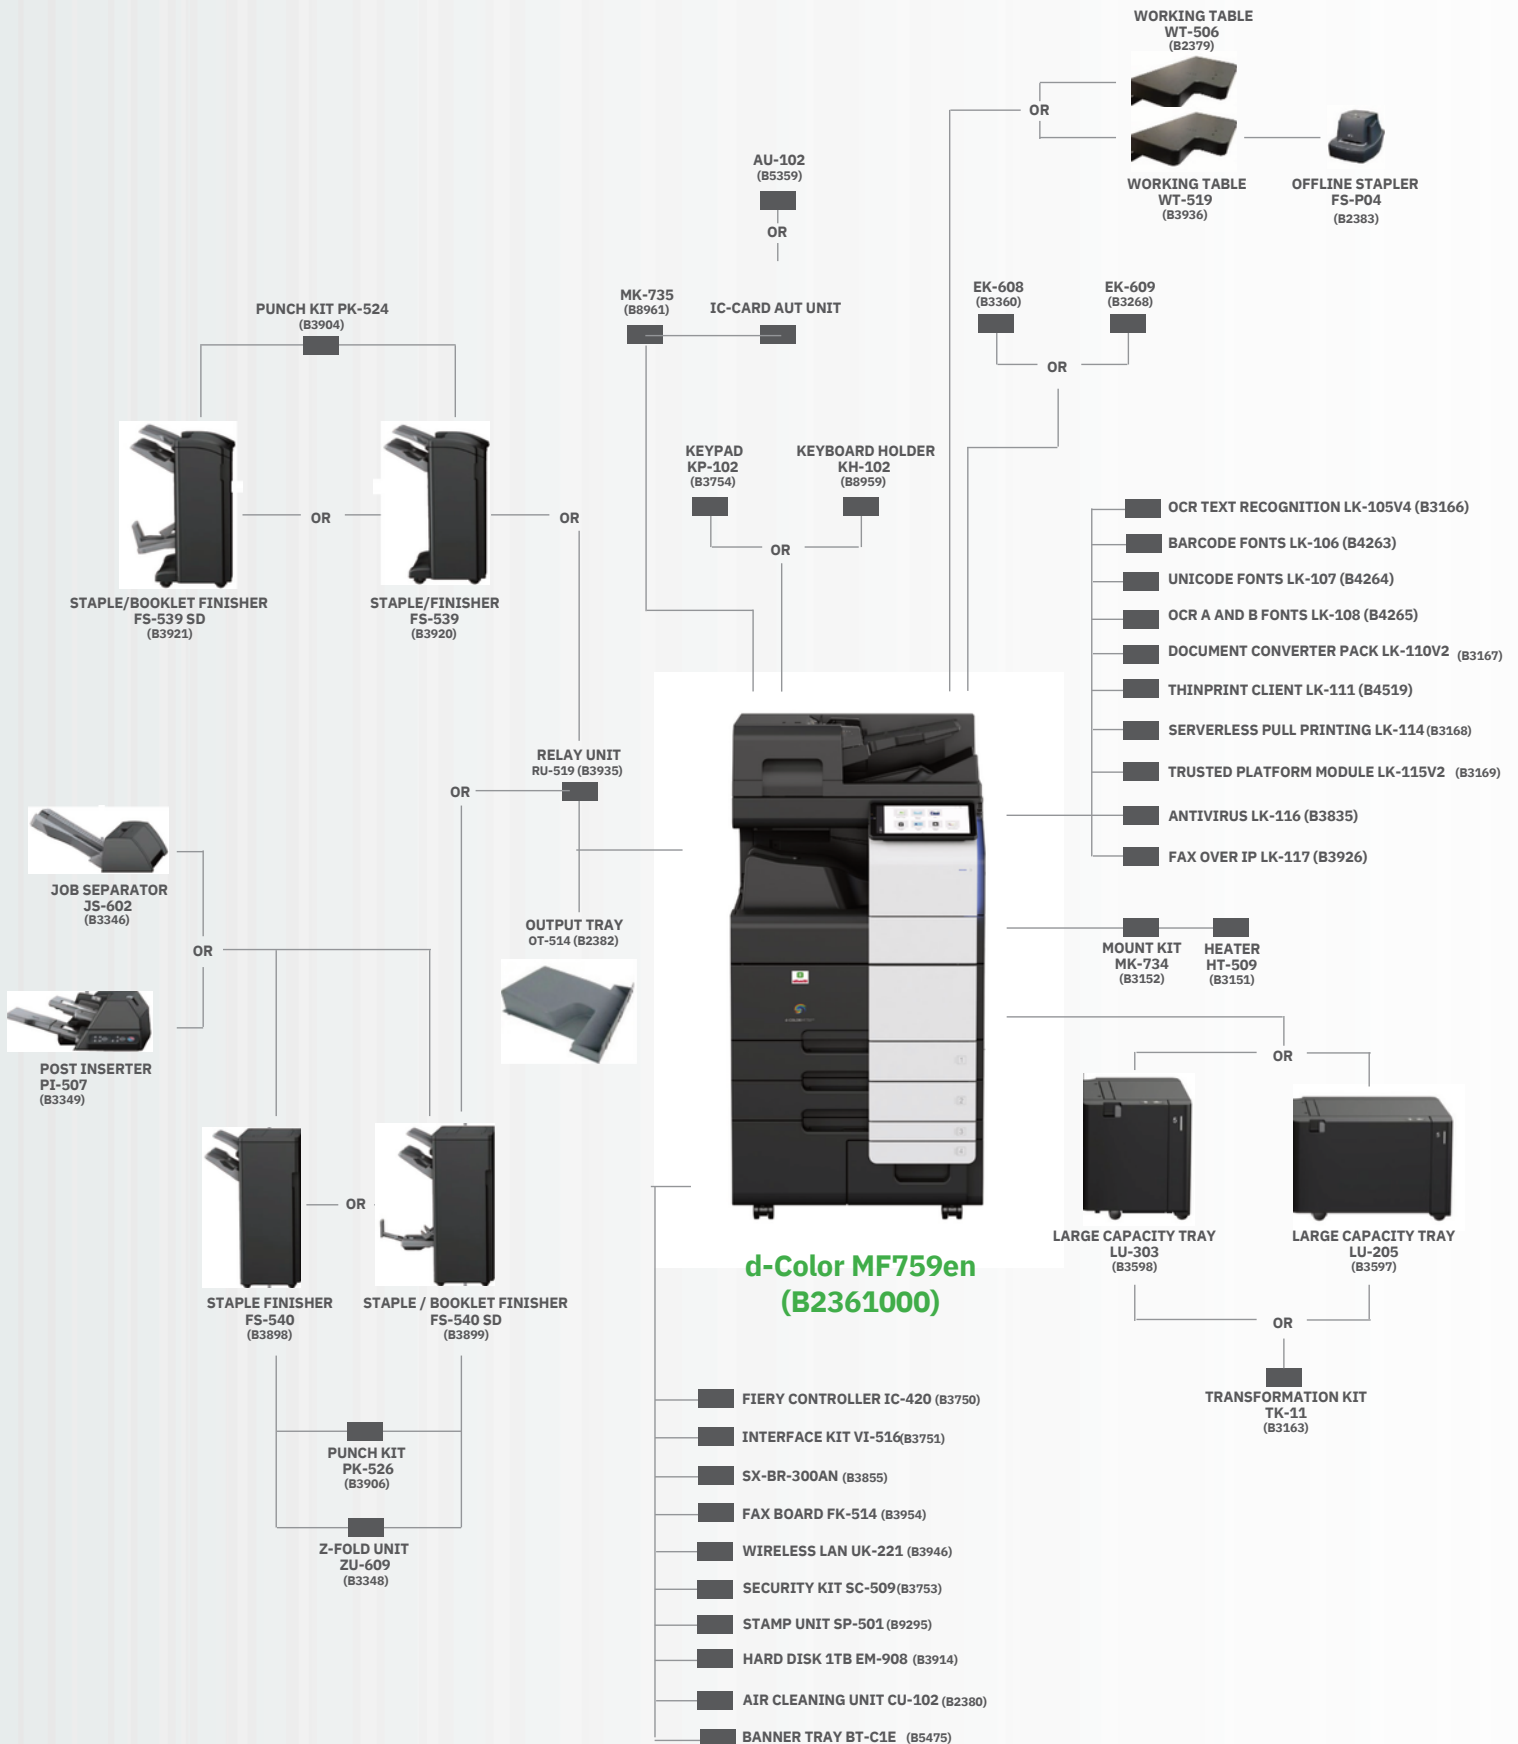 WORKING TABLE
WT-506
(B2379)
OR
WORKING TABLE
WT-519
(B3936)
OFFLINE STAPLER
FS-P04
(B2383)
AU-102
(B5359)
OR
MK-735
(B8961)
IC-CARD AUT UNIT
EK-608
(B3360)
EK-609
(B3268)
OR
PUNCH KIT PK-524
(B3904)
KEYPAD
KP-102
(B3754)
KEYBOARD HOLDER
KH-102
(B8959)
OR
OR
OR
STAPLE/BOOKLET FINISHER
FS-539 SD
(B3921)
STAPLE/FINISHER
FS-539
(B3920)
OCR TEXT RECOGNITION LK-105V4 (B3166)
BARCODE FONTS LK-106 (B4263)
UNICODE FONTS LK-107 (B4264)
OCR A AND B FONTS LK-108 (B4265)
DOCUMENT CONVERTER PACK LK-110V2 (B3167)
THINPRINT CLIENT LK-111 (B4519)
SERVERLESS PULL PRINTING LK-114 (B3168)
TRUSTED PLATFORM MODULE LK-115V2 (B3169)
ANTIVIRUS LK-116 (B3835)
FAX OVER IP LK-117 (B3926)
RELAY UNIT
RU-519 (B3935)
OR
JOB SEPARATOR
JS-602
(B3346)
OR
OUTPUT TRAY
OT-514 (B2382)
MOUNT KIT
MK-734
(B3152)
HEATER
HT-509
(B3151)
POST INSERTER
PI-507
(B3349)
OR
LARGE CAPACITY TRAY
LU-303
(B3598)
LARGE CAPACITY TRAY
LU-205
(B3597)
OR
STAPLE FINISHER
FS-540
(B3898)
STAPLE / BOOKLET FINISHER
FS-540 SD
(B3899)
d-Color MF759en
(B2361000)
OR
TRANSFORMATION KIT
TK-11
(B3163)
PUNCH KIT
PK-526
(B3906)
Z-FOLD UNIT
ZU-609
(B3348)
FIERY CONTROLLER IC-420 (B3750)
INTERFACE KIT VI-516(B3751)
SX-BR-300AN (B3855)
FAX BOARD FK-514 (B3954)
WIRELESS LAN UK-221 (B3946)
SECURITY KIT SC-509(B3753)
STAMP UNIT SP-501 (B9295)
HARD DISK 1TB EM-908 (B3914)
AIR CLEANING UNIT CU-102 (B2380)
BANNER TRAY BT-C1E (B5475)